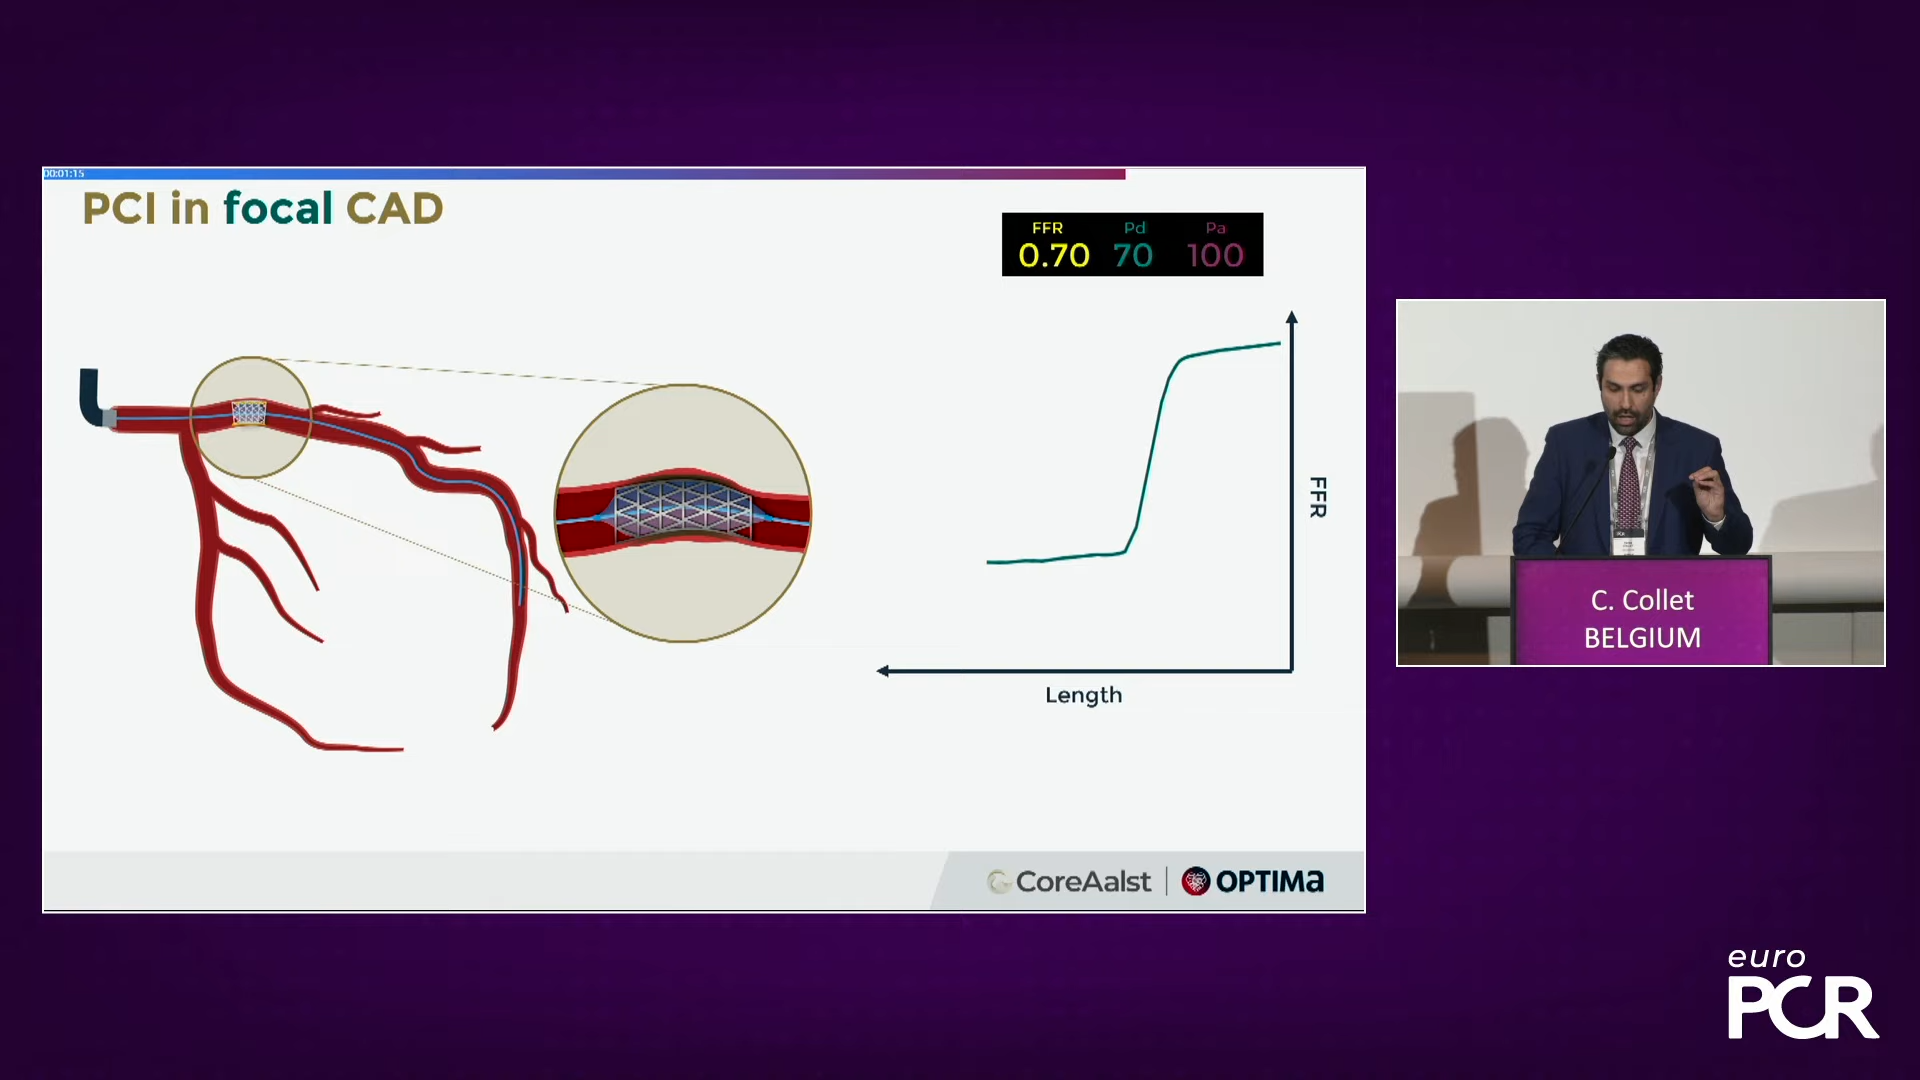 00:01:15
PCI in focal CAD
FFR Pd Pa
0.70 70 100
FFR
Length
CoreAalst | OPTIMA
C. Collet
BELGIUM
euro
PCR